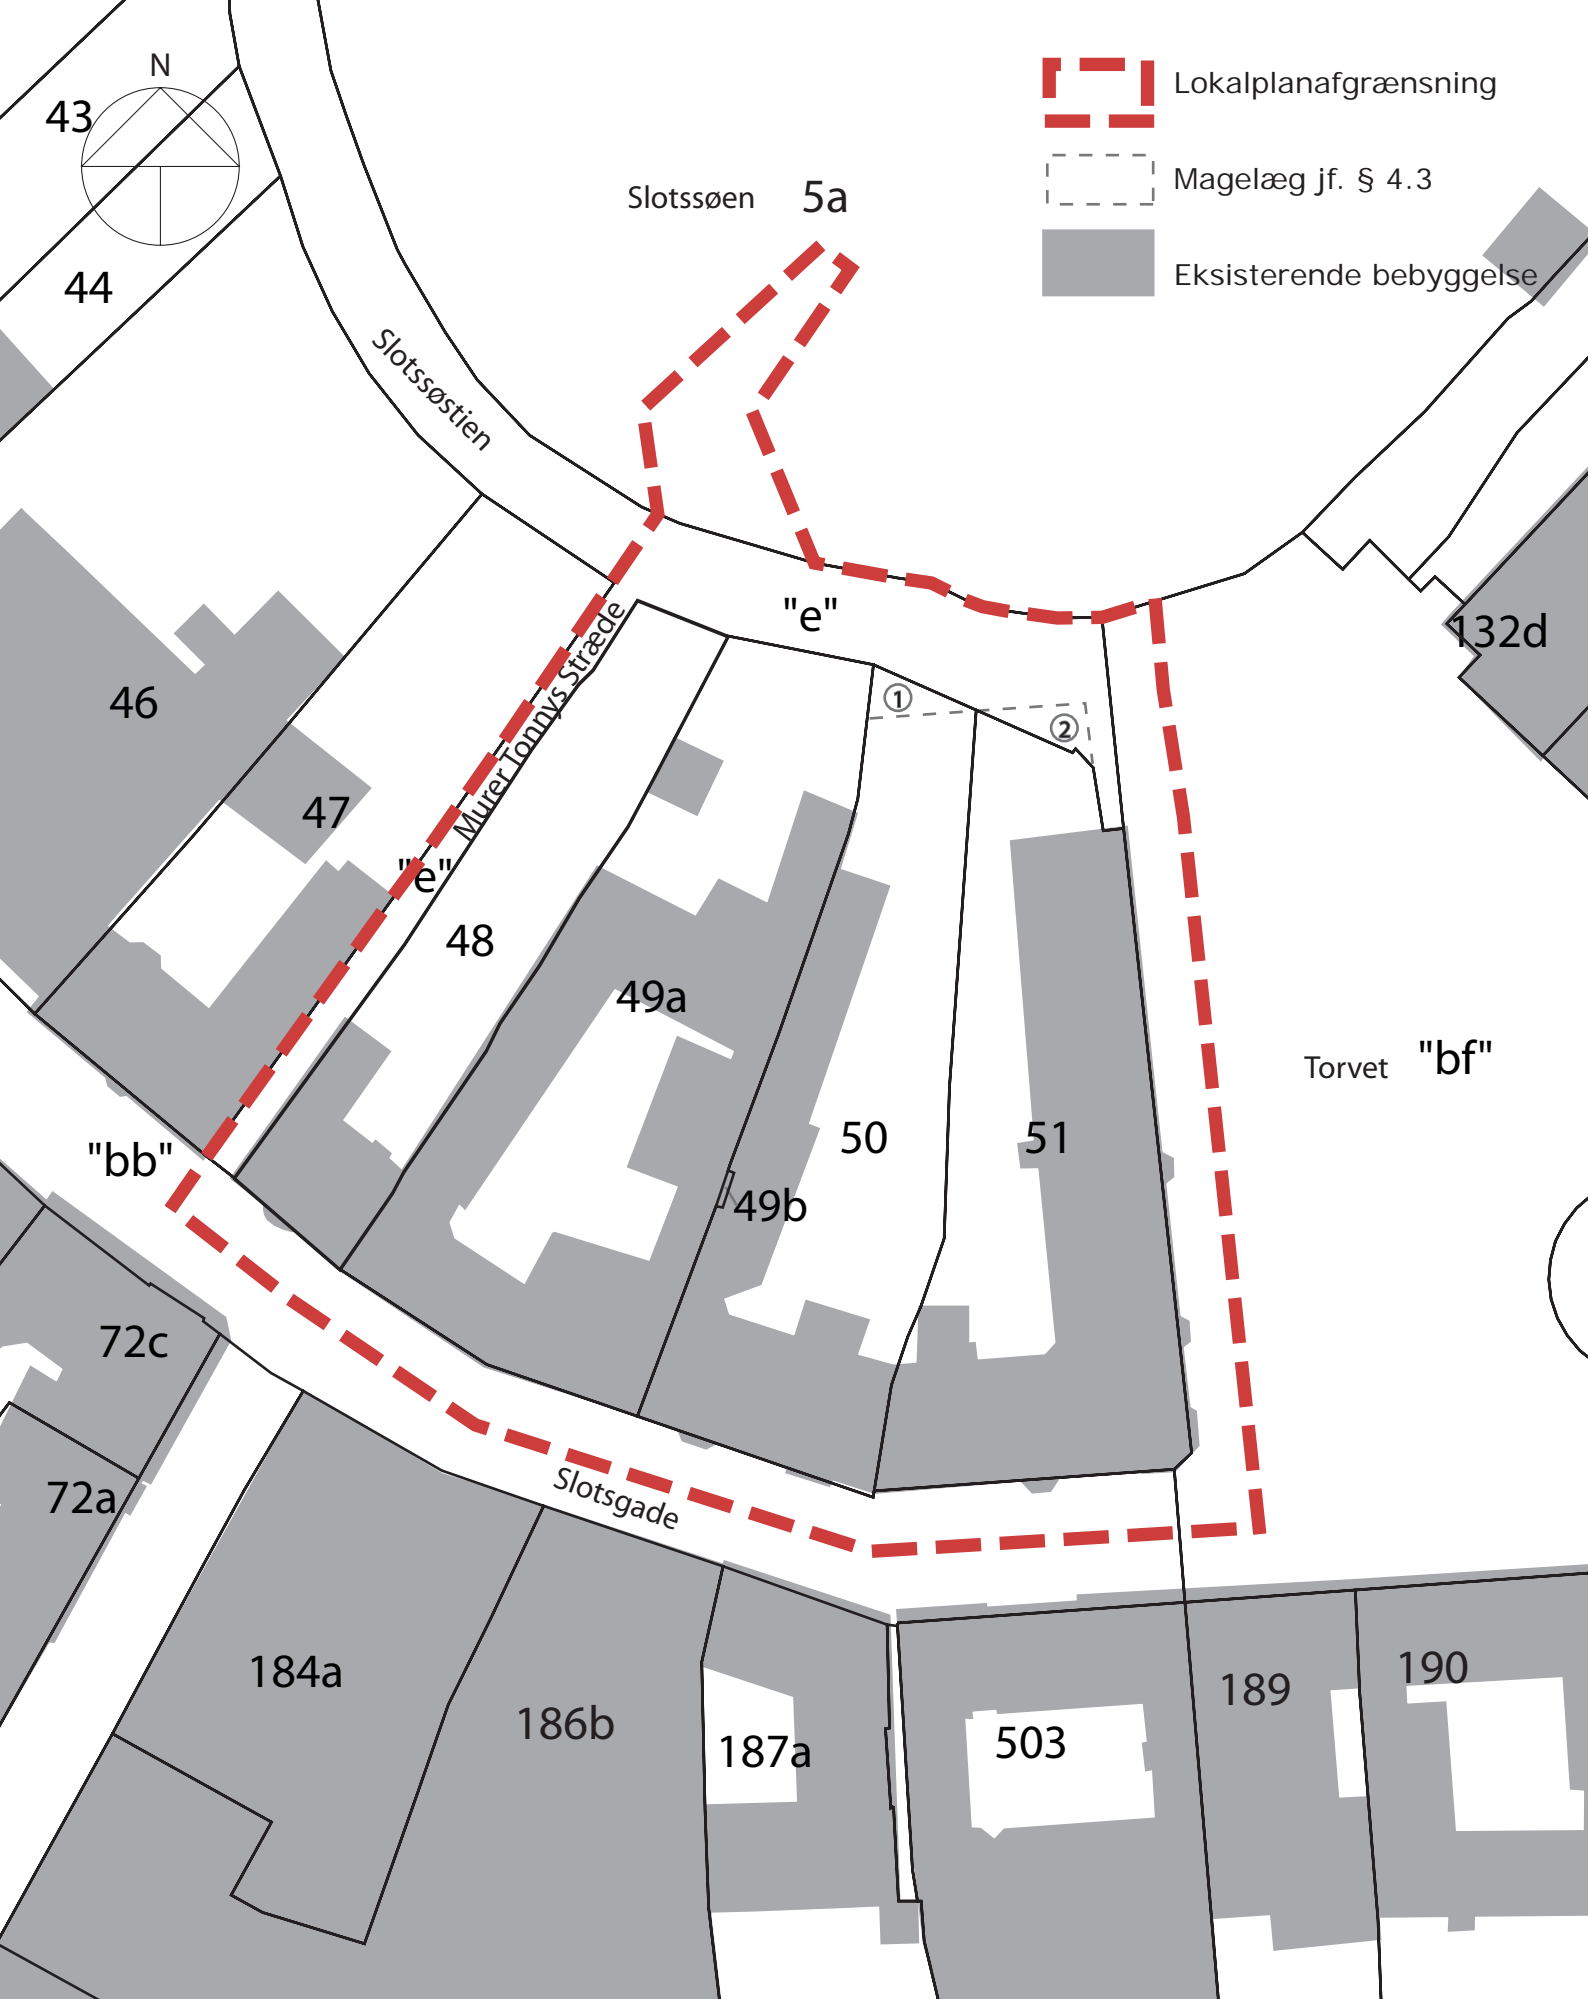 N
43
44
Lokalplanafgrænsning
Magelæg jf. § 4.3
Eksisterende bebyggelse
Slotssøen 5a
Slotssøstien
"e"
132d
1
2
Murer Tonnys Stræde
46
47
"e"
48
49a
50
51
49b
Torvet "bf"
"bb"
72c
72a
Slotsgade
184a
186b
187a
503
189
190